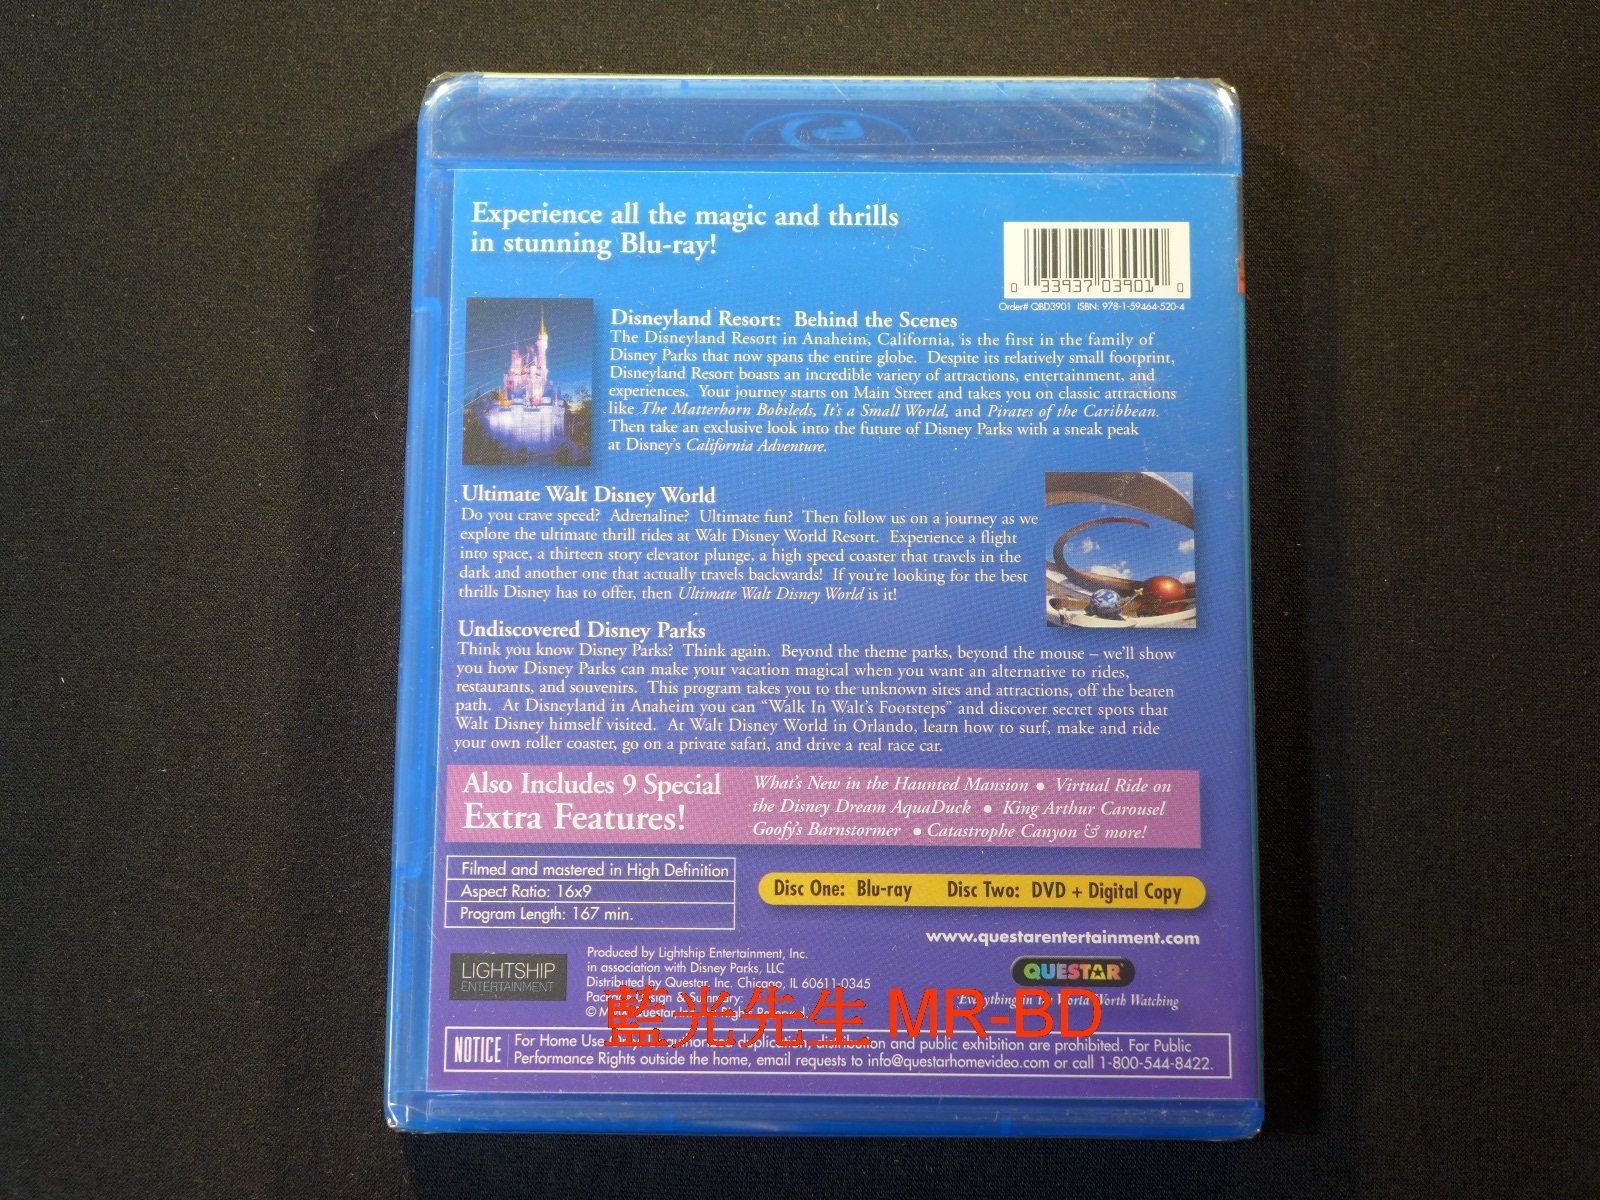 Experience all the magic and thrills
in stunning Blu-ray!
0 33937 03901 0
Order# QBD3901 ISBN: 978-1-59464-520-4
Disneyland Resort: Behind the Scenes
The Disneyland Resort in Anaheim, California, is the first in the family of
Disney Parks that now spans the entire globe. Despite its relatively small footprint,
Disneyland Resort boasts an incredible variety of attractions, entertainment, and
experiences. Your journey starts on Main Street and takes you on classic attractions
like The Matterhorn Bobsleds, It's a Small World, and Pirates of the Caribbean.
Then take an exclusive look into the future of Disney Parks with a sneak peak
at Disney's California Adventure.
Ultimate Walt Disney World
Do you crave speed? Adrenaline? Ultimate fun? Then follow us on a journey as we
explore the ultimate thrill rides at Walt Disney World Resort. Experience a flight
into space, a thirteen story elevator plunge, a high speed coaster that travels in the
dark and another one that actually travels backwards! If you're looking for the best
thrills Disney has to offer, then Ultimate Walt Disney World is it!
Undiscovered Disney Parks
Think you know Disney Parks? Think again. Beyond the theme parks, beyond the mouse – we'll show
you how Disney Parks can make your vacation magical when you want an alternative to rides,
restaurants, and souvenirs. This program takes you to the unknown sites and attractions, off the beaten
path. At Disneyland in Anaheim you can “Walk In Walt's Footsteps” and discover secret spots that
Walt Disney himself visited. At Walt Disney World in Orlando, learn how to surf, make and ride
your own roller coaster, go on a private safari, and drive a real race car.
Also Includes 9 Special
Extra Features!
What's New in the Haunted Mansion ● Virtual Ride on
the Disney Dream AquaDuck ● King Arthur Carousel
Goofy's Barnstormer ● Catastrophe Canyon & more!
Filmed and mastered in High Definition
Aspect Ratio: 16x9
Program Length: 167 min.
Disc One: Blu-ray Disc Two: DVD + Digital Copy
www.questarentertainment.com
LIGHTSHIP
ENTERTAINMENT
Produced by Lightship Entertainment, Inc.
in association with Disney Parks, LLC
Distributed by Questar, Inc. Chicago, IL 60611-0345
Package Design & Summary:
Questar,
QUESTAR
Everything in the World Worth Watching
藍光先生 MR-BD
NOTICE
For Home Use duplication, distribution and public exhibition are prohibited. For Public
Performance Rights outside the home, email requests to info@questarhomevideo.com or call 1-800-544-8422.